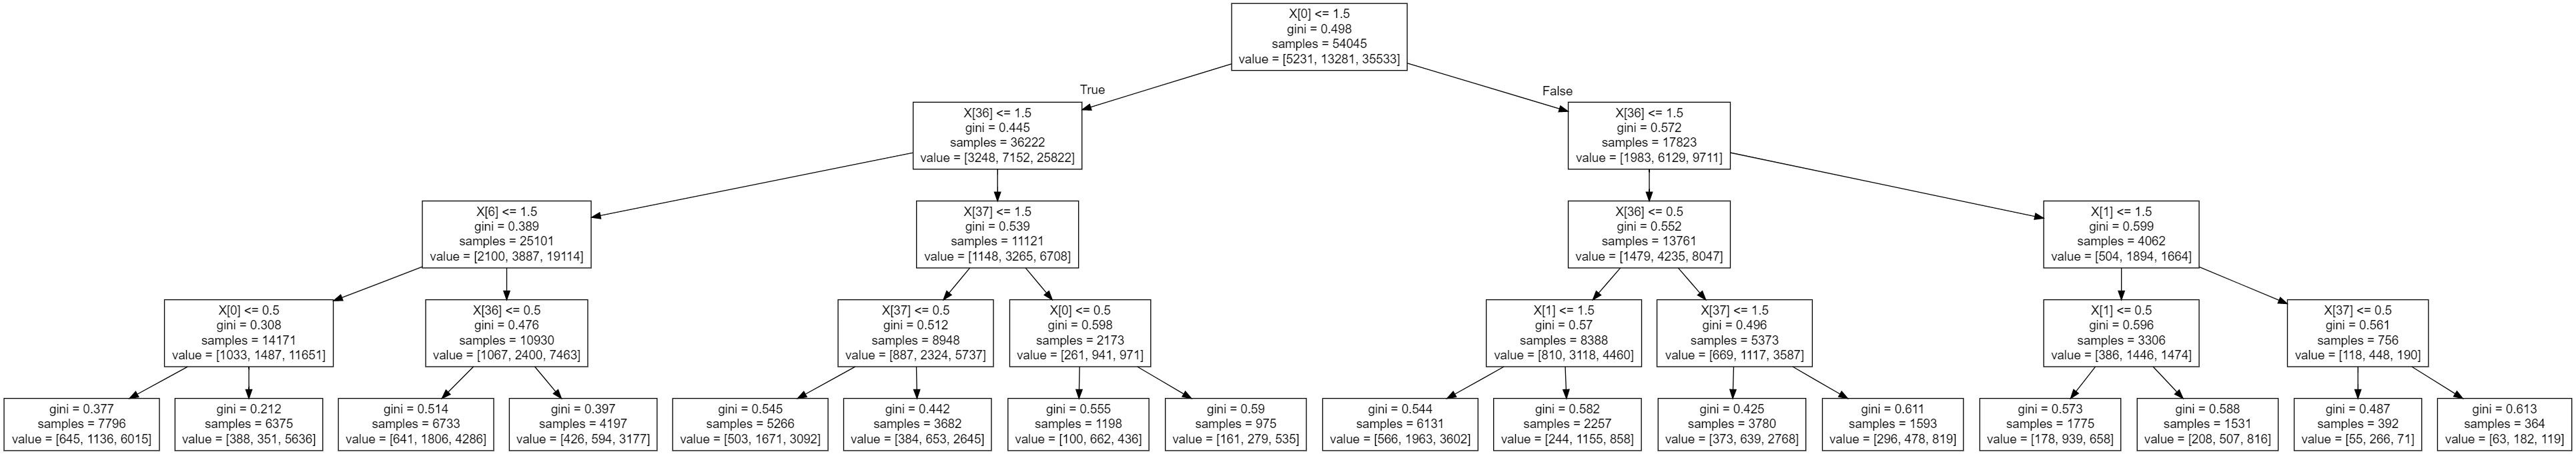 X[0] <= 1.5
gini = 0.498
samples = 54045
value = [5231, 13281, 35533]
True
False
X[36] <= 1.5
gini = 0.445
samples = 36222
value = [3248, 7152, 25822]
X[36] <= 1.5
gini = 0.572
samples = 17823
value = [1983, 6129, 9711]
X[6] <= 1.5
gini = 0.389
samples = 25101
value = [2100, 3887, 19114]
X[37] <= 1.5
gini = 0.539
samples = 11121
value = [1148, 3265, 6708]
X[36] <= 0.5
gini = 0.552
samples = 13761
value = [1479, 4235, 8047]
X[1] <= 1.5
gini = 0.599
samples = 4062
value = [504, 1894, 1664]
X[0] <= 0.5
gini = 0.308
samples = 14171
value = [1033, 1487, 11651]
X[36] <= 0.5
gini = 0.476
samples = 10930
value = [1067, 2400, 7463]
X[37] <= 0.5
gini = 0.512
samples = 8948
value = [887, 2324, 5737]
X[0] <= 0.5
gini = 0.598
samples = 2173
value = [261, 941, 971]
X[1] <= 1.5
gini = 0.57
samples = 8388
value = [810, 3118, 4460]
X[37] <= 1.5
gini = 0.496
samples = 5373
value = [669, 1117, 3587]
X[1] <= 0.5
gini = 0.596
samples = 3306
value = [386, 1446, 1474]
X[37] <= 0.5
gini = 0.561
samples = 756
value = [118, 448, 190]
gini = 0.377
samples = 7796
value = [645, 1136, 6015]
gini = 0.212
samples = 6375
value = [388, 351, 5636]
gini = 0.514
samples = 6733
value = [641, 1806, 4286]
gini = 0.397
samples = 4197
value = [426, 594, 3177]
gini = 0.545
samples = 5266
value = [503, 1671, 3092]
gini = 0.442
samples = 3682
value = [384, 653, 2645]
gini = 0.555
samples = 1198
value = [100, 662, 436]
gini = 0.59
samples = 975
value = [161, 279, 535]
gini = 0.544
samples = 6131
value = [566, 1963, 3602]
gini = 0.582
samples = 2257
value = [244, 1155, 858]
gini = 0.425
samples = 3780
value = [373, 639, 2768]
gini = 0.611
samples = 1593
value = [296, 478, 819]
gini = 0.573
samples = 1775
value = [178, 939, 658]
gini = 0.588
samples = 1531
value = [208, 507, 816]
gini = 0.487
samples = 392
value = [55, 266, 71]
gini = 0.613
samples = 364
value = [63, 182, 119]